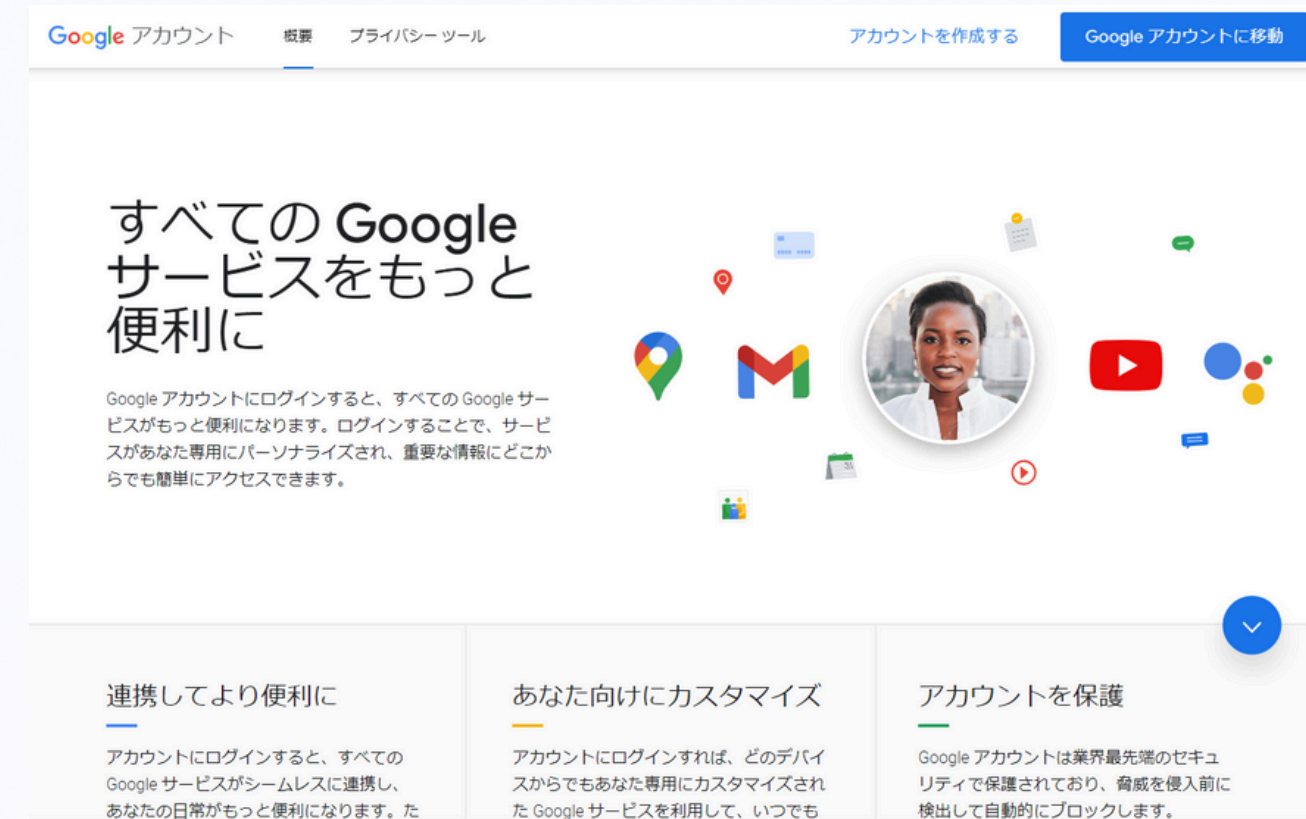 Google アカウント
概要
プライバシー ツール
アカウントを作成する
Google アカウントに移動
すべての Google
サービスをもっと
便利に
Google アカウントにログインすると、すべての Google サー
ビスがもっと便利になります。ログインすることで、サービ
スがあなた専用にパーソナライズされ、重要な情報にどこか
らでも簡単にアクセスできます。
連携してより便利に
アカウントにログインすると、すべての
Google サービスがシームレスに連携し、
あなたの日常がもっと便利になります。た
あなた向けにカスタマイズ
アカウントにログインすれば、どのデバイ
スからでもあなた専用にカスタマイズされ
た Google サービスを利用して、いつでも
アカウントを保護
Google アカウントは業界最先端のセキュ
リティで保護されており、脅威を侵入前に
検出して自動的にブロックします。